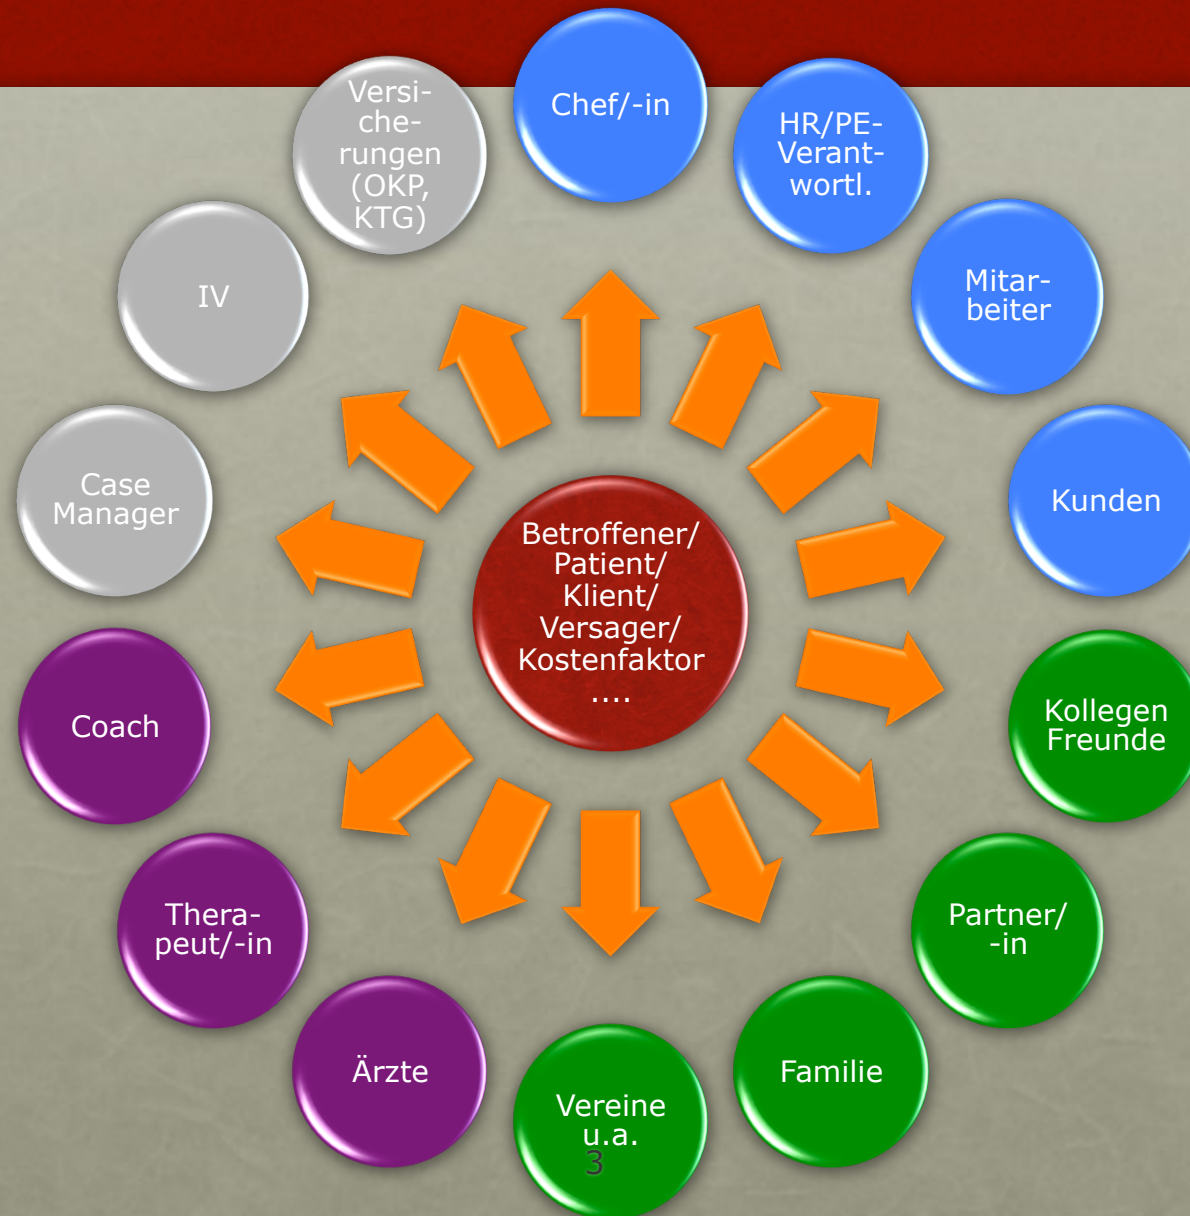 Chef/-in
HR/PE-
Verant-
wortl.
Mitar-
beiter
Kunden
Kollegen
Freunde
Partner/
-in
Familie
Vereine
u.a.
Ärzte
Thera-
peut/-in
Coach
Case
Manager
IV
Versi-
che-
rungen
(OKP,
KTG)
Betroffener/
Patient/
Klient/
Versager/
Kostenfaktor
....
3